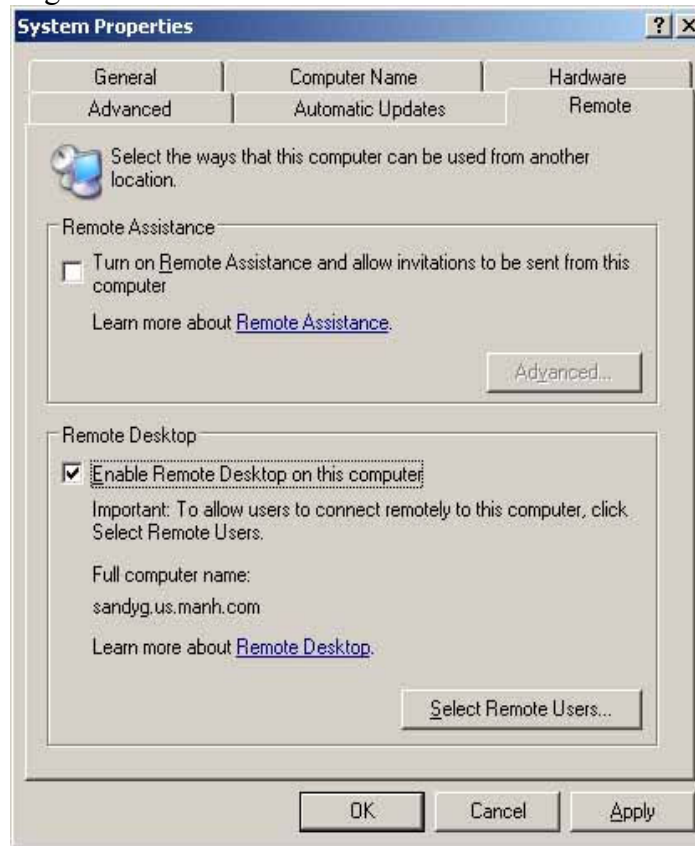 System Properties
General
Computer Name
Hardware
Advanced
Automatic Updates
Remote
Select the ways that this computer can be used from another
location.
Remote Assistance
Turn on Remote Assistance and allow invitations to be sent from this
computer
Learn more about Remote Assistance.
Advanced...
Remote Desktop
Enable Remote Desktop on this computer
Important: To allow users to connect remotely to this computer, click
Select Remote Users.
Full computer name:
sandyg.us.manh.com
Learn more about Remote Desktop.
Select Remote Users...
OK
Cancel
Apply